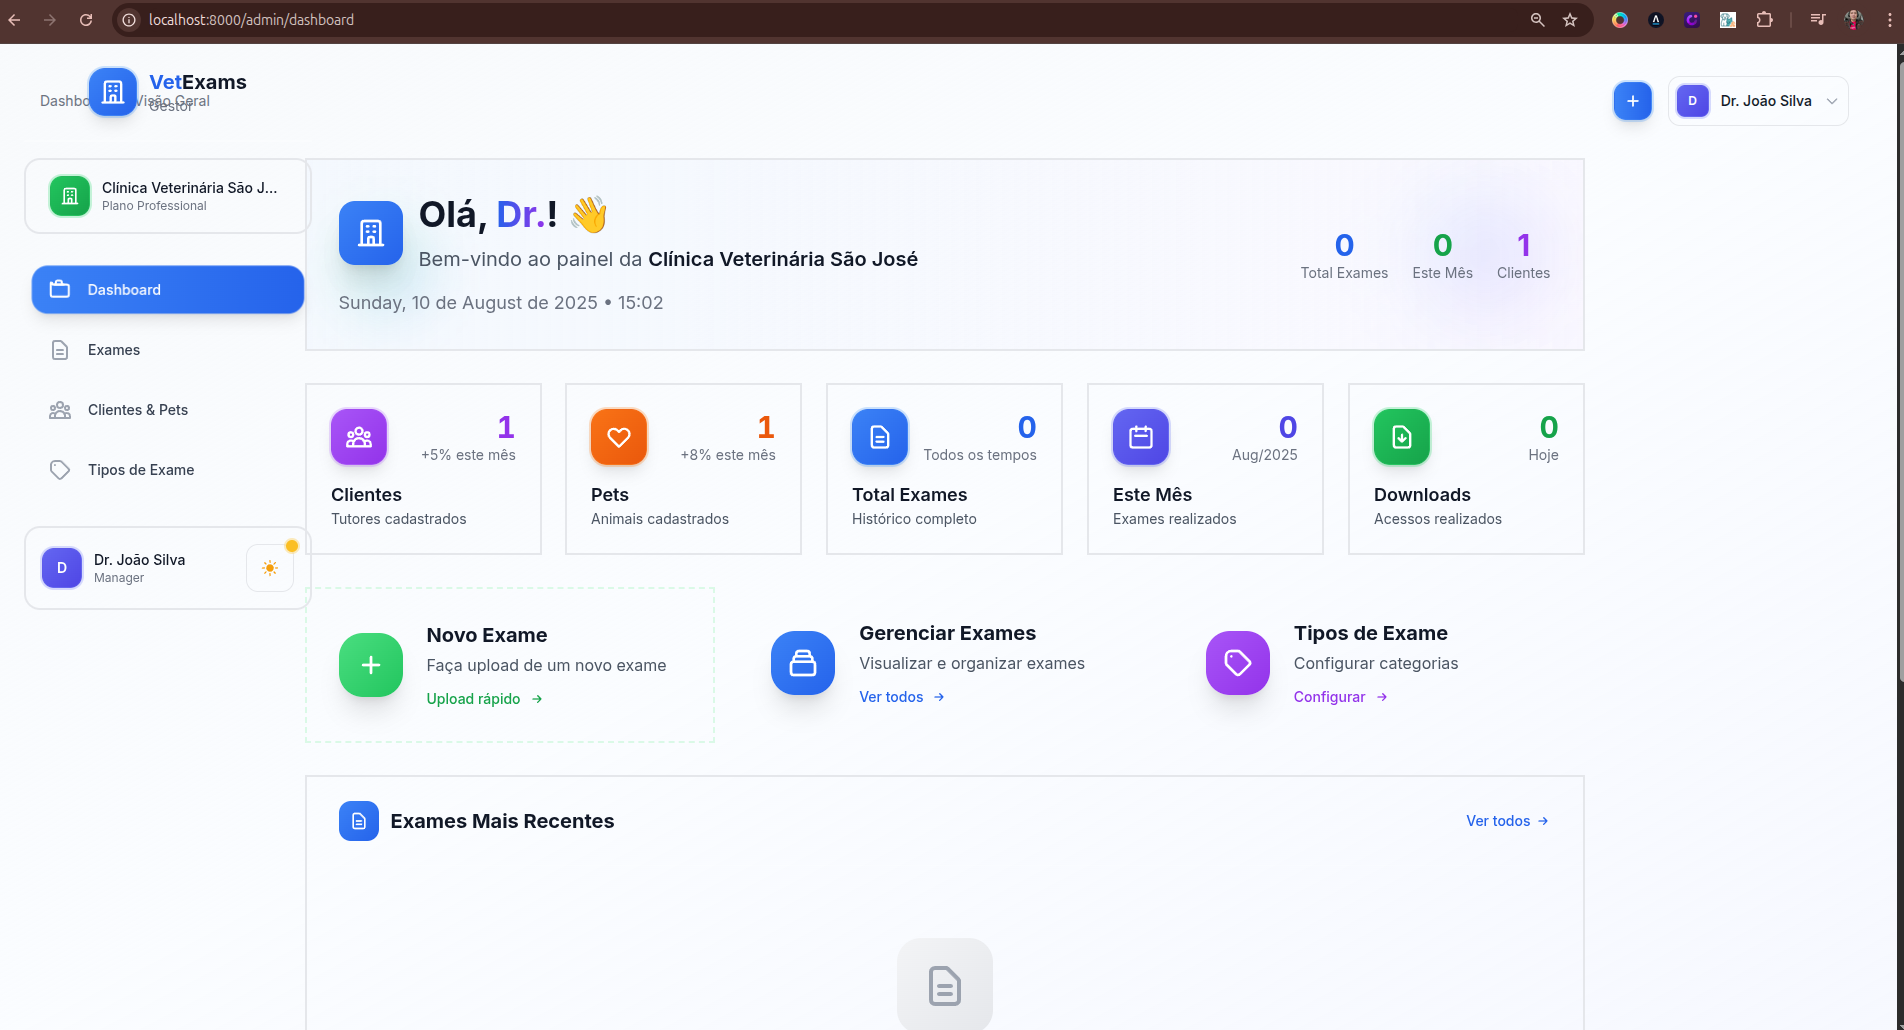 localhost:8000/admin/dashboard
VetExams
Gestor
Visão Geral
D
Dr. João Silva
Clínica Veterinária São J...
Plano Professional
Dashboard
Exames
Clientes & Pets
Tipos de Exame
D
Dr. João Silva
Manager
Olá, Dr.! 👋
Bem-vindo ao painel da Clínica Veterinária São José
Sunday, 10 de August de 2025 • 15:02
0
Total Exames
0
Este Mês
1
Clientes
1
+5% este mês
Clientes
Tutores cadastrados
1
+8% este mês
Pets
Animais cadastrados
0
Todos os tempos
Total Exames
Histórico completo
0
Aug/2025
Este Mês
Exames realizados
0
Hoje
Downloads
Acessos realizados
Novo Exame
Faça upload de um novo exame
Upload rápido →
Gerenciar Exames
Visualizar e organizar exames
Ver todos →
Tipos de Exame
Configurar categorias
Configurar →
Exames Mais Recentes
Ver todos →